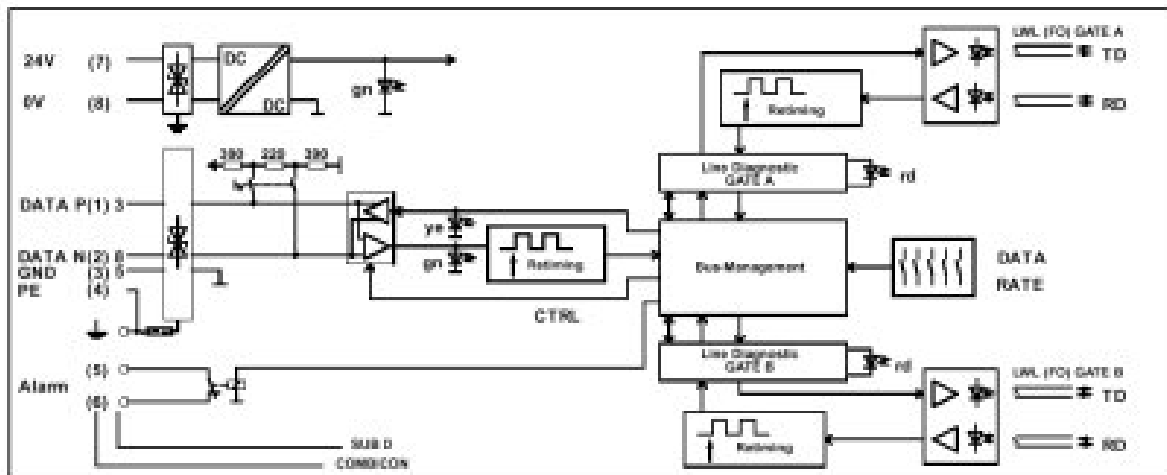 24V (7)
0V (8)
DC
DC
gn
390 220 390
DATA P(1) 3
DATA N(2) 8
GND (3) 5
PE (4)
Alarm
(5)
(6)
SUB D
COMBICON
ye
gn
Retiming
CTRL
Retiming
Line Diagnostic
GATE A
rd
Bus-Management
DATA
RATE
Line Diagnostic
GATE B
rd
Retiming
LWL (FO) GATE A
TD
RD
LWL (FO) GATE B
TD
RD